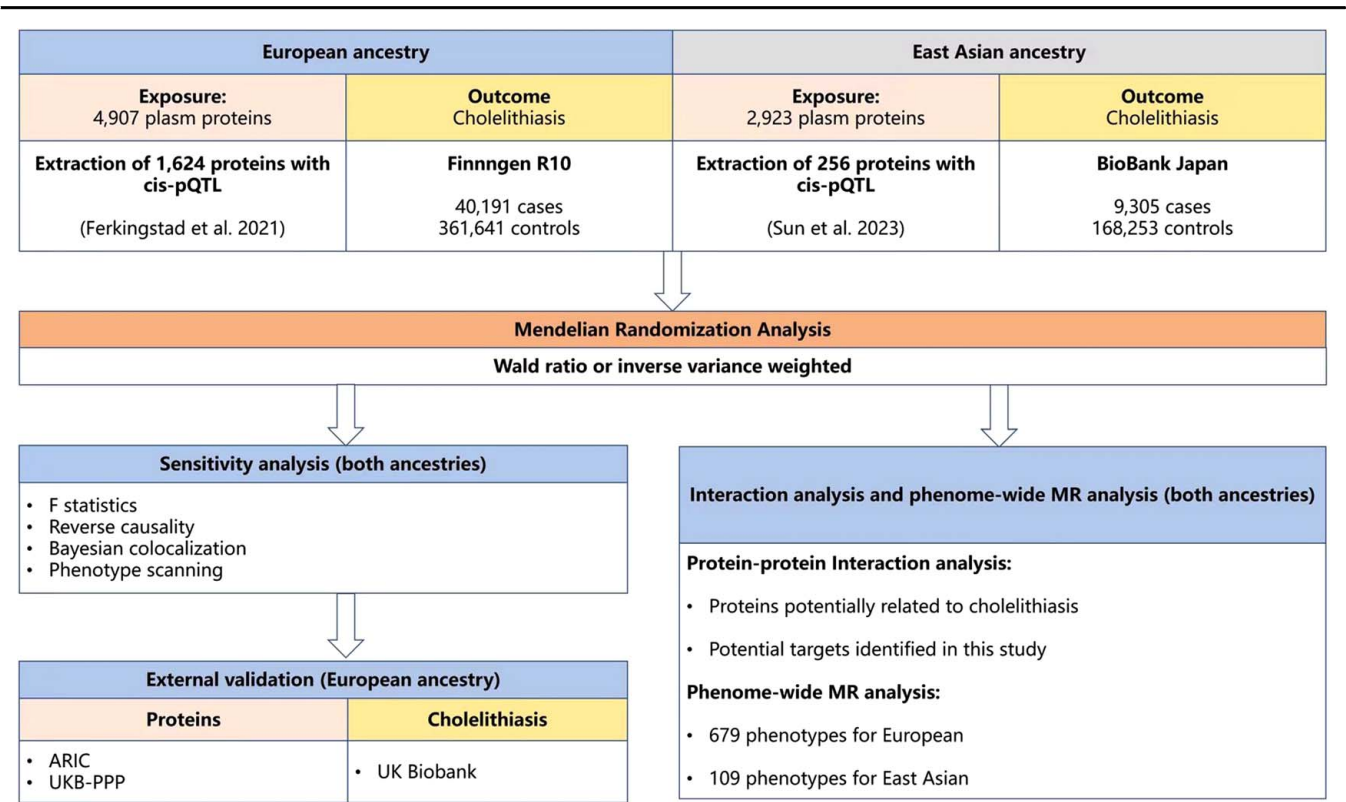 European ancestry
East Asian ancestry
Exposure:
4,907 plasm proteins
Outcome
Cholelithiasis
Exposure:
2,923 plasm proteins
Outcome
Cholelithiasis
Extraction of 1,624 proteins with
cis-pQTL
(Ferkingstad et al. 2021)
Finnngen R10
40,191 cases
361,641 controls
Extraction of 256 proteins with
cis-pQTL
(Sun et al. 2023)
BioBank Japan
9,305 cases
168,253 controls
Mendelian Randomization Analysis
Wald ratio or inverse variance weighted
Sensitivity analysis (both ancestries)
• F statistics
• Reverse causality
• Bayesian colocalization
• Phenotype scanning
External validation (European ancestry)
Proteins
Cholelithiasis
• ARIC
• UKB-PPP
• UK Biobank
Interaction analysis and phenome-wide MR analysis (both ancestries)
Protein-protein Interaction analysis:
• Proteins potentially related to cholelithiasis
• Potential targets identified in this study
Phenome-wide MR analysis:
• 679 phenotypes for European
• 109 phenotypes for East Asian